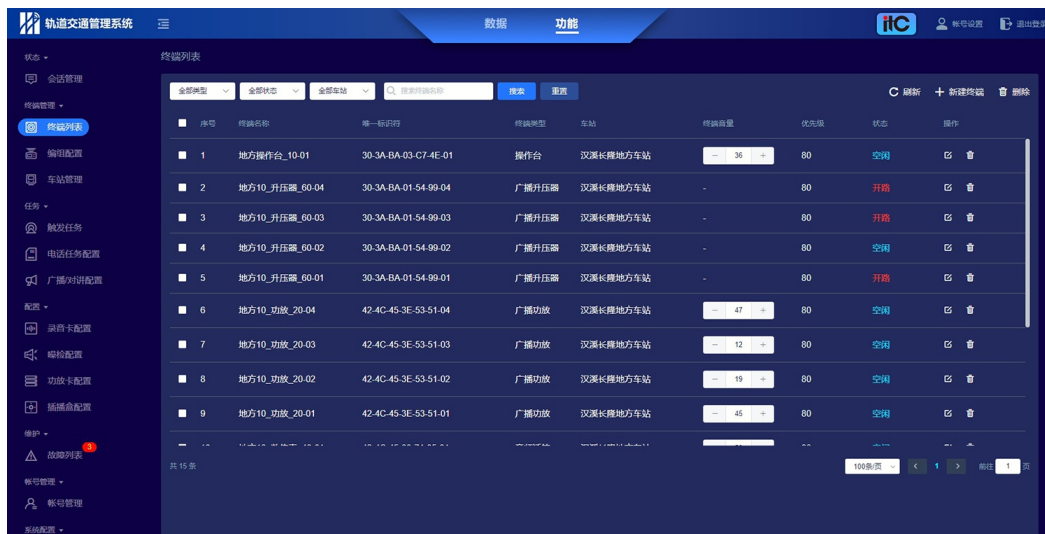 轨道交通管理系统
数据 功能
itC
帐号设置 退出登录
状态
会话管理
终端管理
终端列表
编组配置
车站管理
任务
触发任务
电话任务配置
广播/对讲配置
配置
录音卡配置
噪检配置
功放卡配置
插播盒配置
维护
故障列表 3
帐号管理
帐号管理
系统配置
终端列表
全部类型 全部状态 全部车站 搜索终端名称 搜索 重置 刷新 新建终端 删除
序号 终端名称 唯一标识符 终端类型 车站 终端音量 优先级 状态 操作
1 地方操作台_10-01 30-3A-BA-03-C7-4E-01 操作台 汉溪长隆地方车站 − 36 + 80 空闲
2 地方10_升压器_60-04 30-3A-BA-01-54-99-04 广播升压器 汉溪长隆地方车站 - 80 开路
3 地方10_升压器_60-03 30-3A-BA-01-54-99-03 广播升压器 汉溪长隆地方车站 - 80 开路
4 地方10_升压器_60-02 30-3A-BA-01-54-99-02 广播升压器 汉溪长隆地方车站 - 80 空闲
5 地方10_升压器_60-01 30-3A-BA-01-54-99-01 广播升压器 汉溪长隆地方车站 - 80 开路
6 地方10_功放_20-04 42-4C-45-3E-53-51-04 广播功放 汉溪长隆地方车站 − 47 + 80 空闲
7 地方10_功放_20-03 42-4C-45-3E-53-51-03 广播功放 汉溪长隆地方车站 − 12 + 80 空闲
8 地方10_功放_20-02 42-4C-45-3E-53-51-02 广播功放 汉溪长隆地方车站 − 19 + 80 空闲
9 地方10_功放_20-01 42-4C-45-3E-53-51-01 广播功放 汉溪长隆地方车站 − 45 + 80 空闲
共 15 条 100条/页 < 1 > 前往 1 页